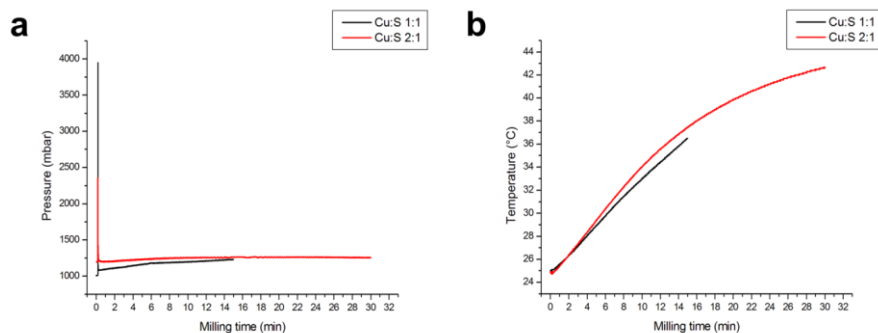 a
Cu:S 1:1
Cu:S 2:1
Pressure (mbar)
4000
3500
3000
2500
2000
1500
1000
0 2 4 6 8 10 12 14 16 18 20 22 24 26 28 30 32
Milling time (min)
b
Cu:S 1:1
Cu:S 2:1
Temperature (°C)
44
42
40
38
36
34
32
30
28
26
24
0 2 4 6 8 10 12 14 16 18 20 22 24 26 28 30 32
Milling time (min)